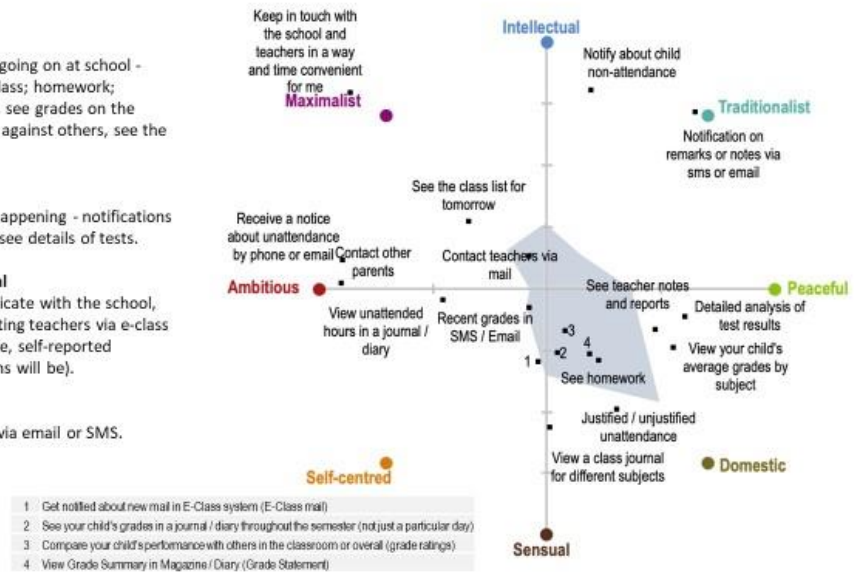 going on at school -
lass; homework;
see grades on the
against others, see the
appening - notifications
see details of tests.
al
icate with the school,
ting teachers via e-class
e, self-reported
ns will be).
via email or SMS.
Keep in touch with
the school and
teachers in a way
and time convenient
for me
Maximalist
Intellectual
Notify about child
non-attendance
Traditionalist
Notification on
remarks or notes via
sms or email
See the class list for
tomorrow
Receive a notice
about unattendance
by phone or email
Contact other
parents
Contact teachers via
mail
Ambitious
See teacher notes
and reports
Peaceful
View unattended
hours in a journal /
diary
Recent grades in
SMS / Email
Detailed analysis of
test results
3
4
2
1
View your child's
average grades by
subject
See homework
Justified / unjustified
unattendance
View a class journal
for different subjects
Self-centred
Domestic
Sensual
1 Get notified about new mail in E-Class system (E-Class mail)
2 See your child's grades in a journal / diary throughout the semester (not just a particular day)
3 Compare your child's performance with others in the classroom or overall (grade ratings)
4 View Grade Summary in Magazine / Diary (Grade Statement)